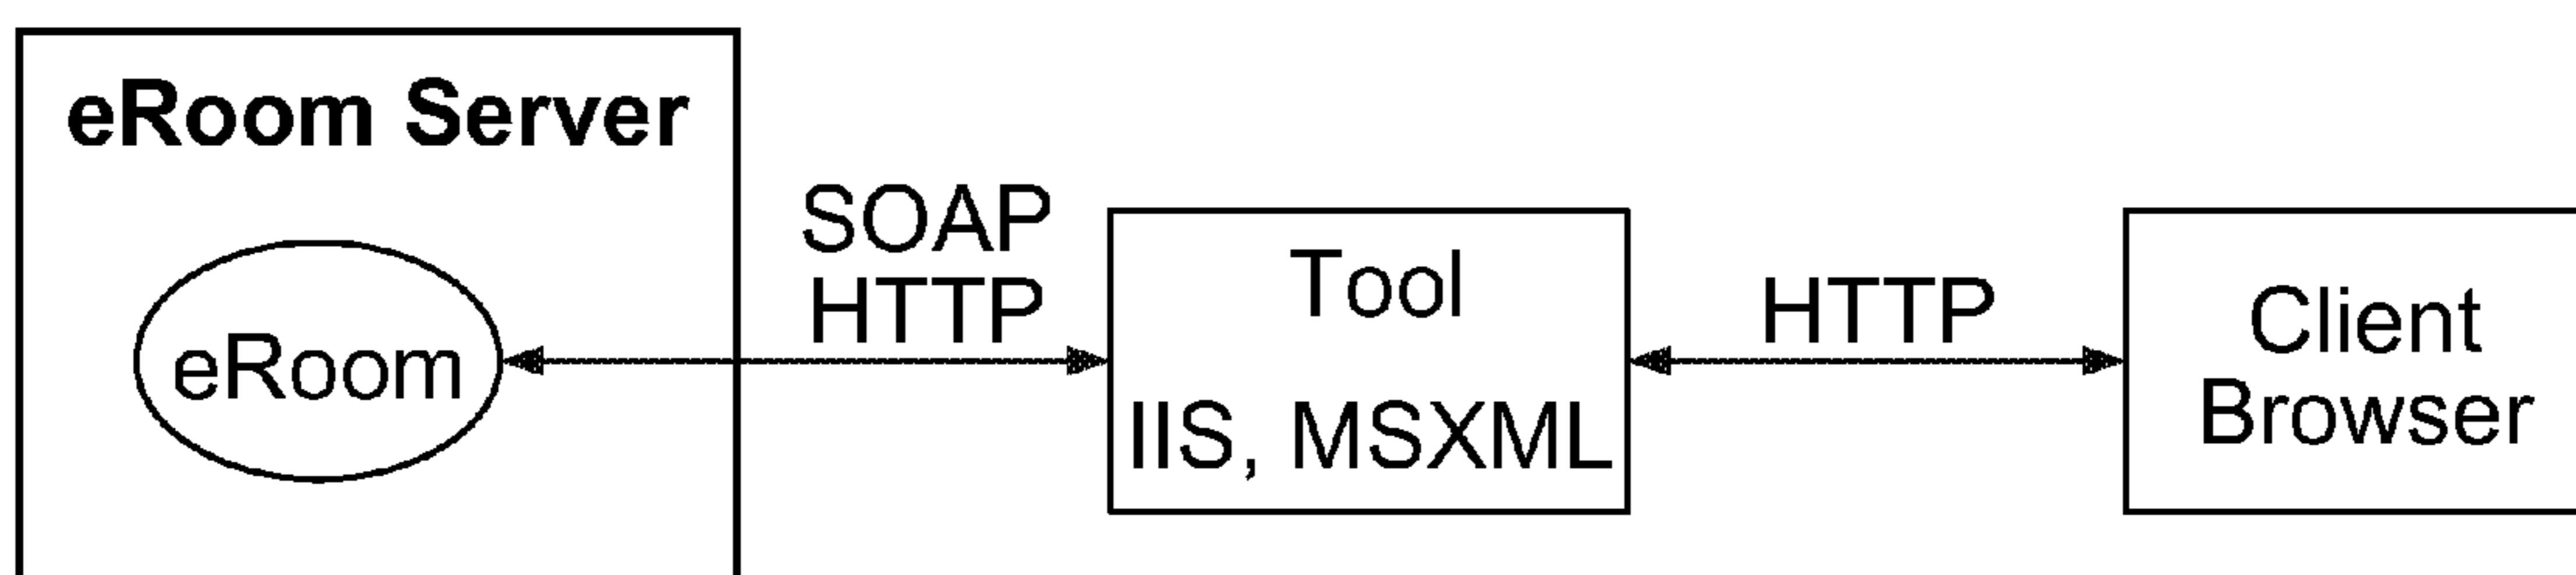 eRoom Server
eRoom
SOAP
HTTP
Tool
IIS, MSXML
HTTP
Client
Browser